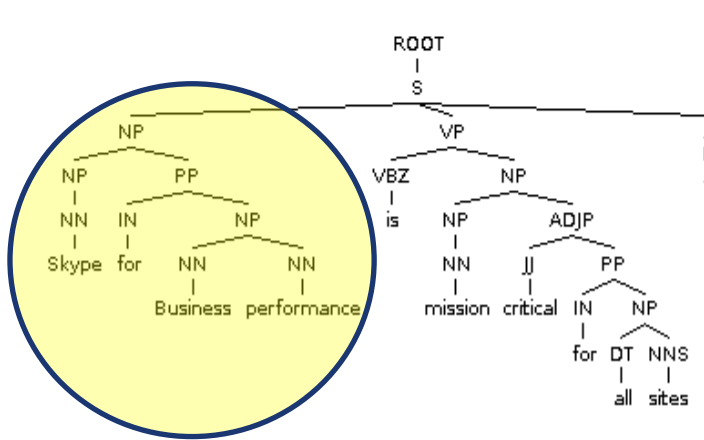 ROOT
S
NP VP
NP PP VBZ NP
NN IN NP is NP ADJP
Skype for NN NN NN JJ PP
Business performance mission critical IN NP
for DT NNS
all sites